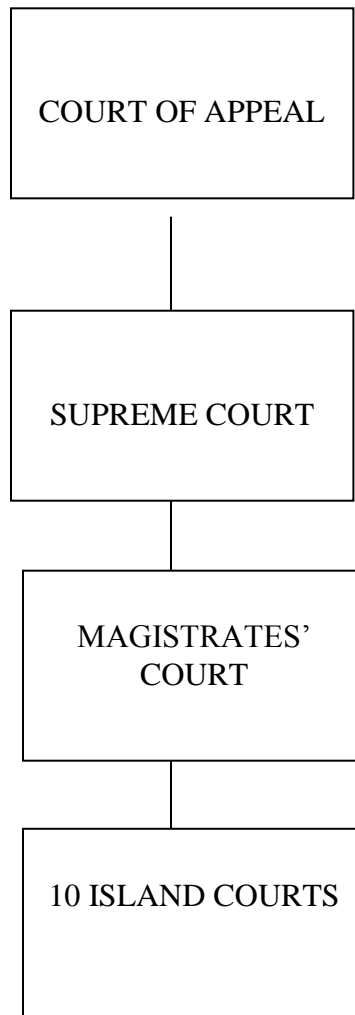 COURT OF APPEAL
SUPREME COURT
MAGISTRATES’
COURT
10 ISLAND COURTS